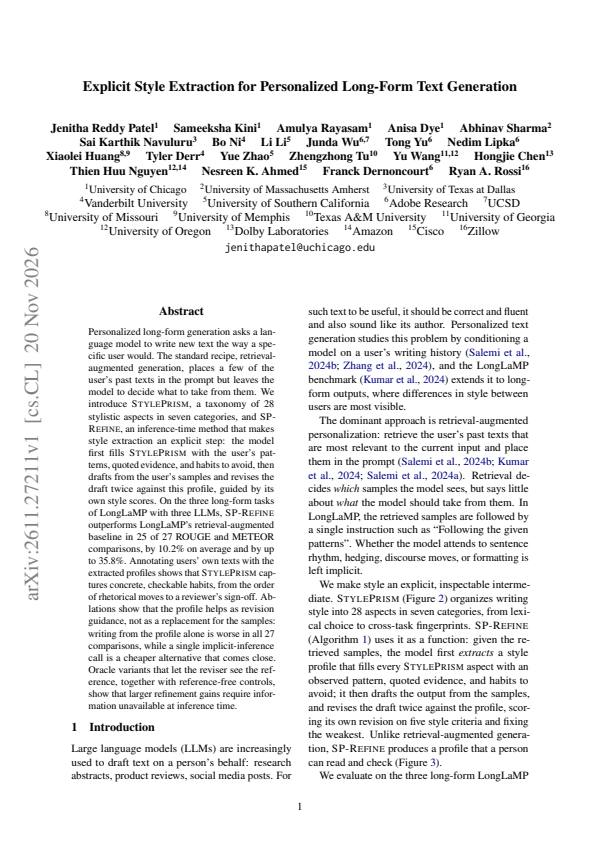 Explicit Style Extraction for Personalized Long-Form Text Generation
Jenitha Reddy Patel¹ Sameeksha Kini¹ Amulya Rayasam¹ Anisa Dye¹ Abhinav Sharma²
Sai Karthik Navuluru³ Bo Ni⁴ Li Li⁵ Junda Wu⁶,⁷ Tong Yu⁶ Nedim Lipka⁶
Xiaolei Huang⁸,⁹ Tyler Derr⁴ Yue Zhao⁵ Zhengzhong Tu¹⁰ Yu Wang¹¹,¹² Hongjie Chen¹³
Thien Huu Nguyen¹²,¹⁴ Nesreen K. Ahmed¹⁵ Franck Dernoncourt⁶ Ryan A. Rossi¹⁶
¹University of Chicago ²University of Massachusetts Amherst ³University of Texas at Dallas
⁴Vanderbilt University ⁵University of Southern California ⁶Adobe Research ⁷UCSD
⁸University of Missouri ⁹University of Memphis ¹⁰Texas A&M University ¹¹University of Georgia
¹²University of Oregon ¹³Dolby Laboratories ¹⁴Amazon ¹⁵Cisco ¹⁶Zillow
jenithapatel@uchicago.edu
arXiv:2611.27211v1 [cs.CL] 20 Nov 2026
Abstract
Personalized long-form generation asks a lan-
guage model to write new text the way a spe-
cific user would. The standard recipe, retrieval-
augmented generation, places a few of the
user's past texts in the prompt but leaves the
model to decide what to take from them. We
introduce STYLEPRISM, a taxonomy of 28
stylistic aspects in seven categories, and SP-
REFINE, an inference-time method that makes
style extraction an explicit step: the model
first fills STYLEPRISM with the user's pat-
terns, quoted evidence, and habits to avoid, then
drafts from the user's samples and revises the
draft twice against this profile, guided by its
own style scores. On the three long-form tasks
of LongLaMP with three LLMs, SP-REFINE
outperforms LongLaMP's retrieval-augmented
baseline in 25 of 27 ROUGE and METEOR
comparisons, by 10.2% on average and by up
to 35.8%. Annotating users' own texts with the
extracted profiles shows that STYLEPRISM cap-
tures concrete, checkable habits, from the order
of rhetorical moves to a reviewer's sign-off. Ab-
lations show that the profile helps as revision
guidance, not as a replacement for the samples:
writing from the profile alone is worse in all 27
comparisons, while a single implicit-inference
call is a cheaper alternative that comes close.
Oracle variants that let the reviser see the ref-
erence, together with reference-free controls,
show that larger refinement gains require infor-
mation unavailable at inference time.
1 Introduction
Large language models (LLMs) are increasingly
used to draft text on a person's behalf: research
abstracts, product reviews, social media posts. For
such text to be useful, it should be correct and fluent
and also sound like its author. Personalized text
generation studies this problem by conditioning a
model on a user's writing history (Salemi et al.,
2024b; Zhang et al., 2024), and the LongLaMP
benchmark (Kumar et al., 2024) extends it to long-
form outputs, where differences in style between
users are most visible.
The dominant approach is retrieval-augmented
personalization: retrieve the user's past texts that
are most relevant to the current input and place
them in the prompt (Salemi et al., 2024b; Kumar
et al., 2024; Salemi et al., 2024a). Retrieval de-
cides which samples the model sees, but says little
about what the model should take from them. In
LongLaMP, the retrieved samples are followed by
a single instruction such as "Following the given
patterns". Whether the model attends to sentence
rhythm, hedging, discourse moves, or formatting is
left implicit.
We make style an explicit, inspectable interme-
diate. STYLEPRISM (Figure 2) organizes writing
style into 28 aspects in seven categories, from lexi-
cal choice to cross-task fingerprints. SP-REFINE
(Algorithm 1) uses it as a function: given the re-
trieved samples, the model first extracts a style
profile that fills every STYLEPRISM aspect with an
observed pattern, quoted evidence, and habits to
avoid; it then drafts the output from the samples,
and revises the draft twice against the profile, scor-
ing its own revision on five style criteria and fixing
the weakest. Unlike retrieval-augmented genera-
tion, SP-REFINE produces a profile that a person
can read and check (Figure 3).
We evaluate on the three long-form LongLaMP
1